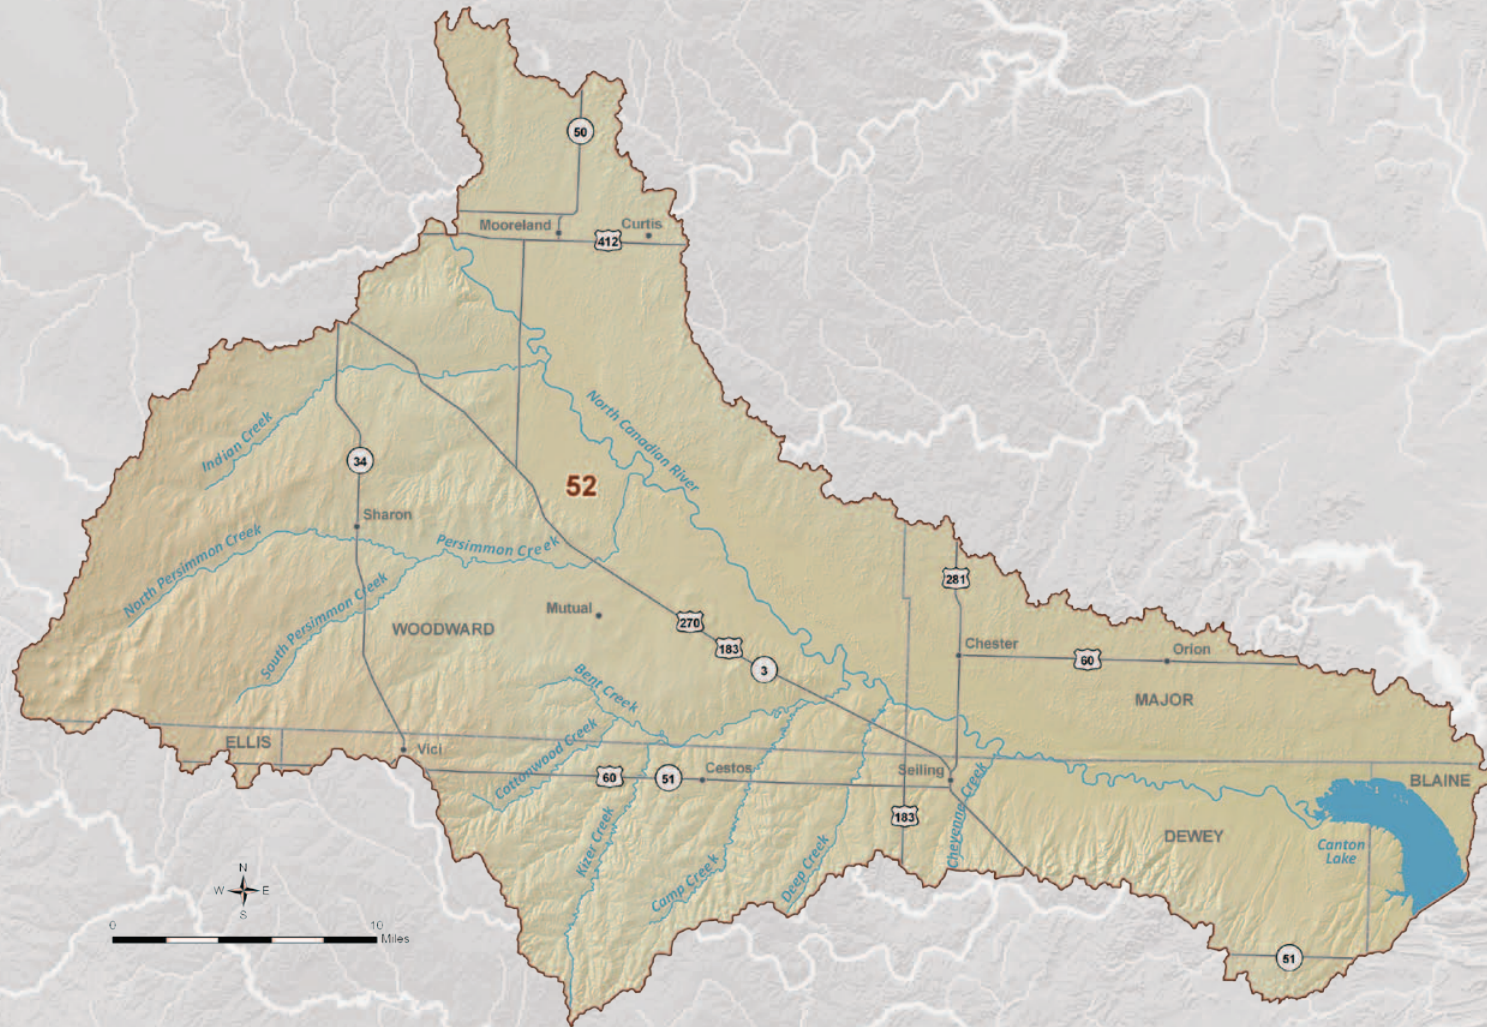 50
Mooreland
Curtis
412
North Canadian River
Indian Creek
34
52
Sharon
North Persimmon Creek
Persimmon Creek
South Persimmon Creek
281
Mutual
WOODWARD
270
183
3
Chester
60
Orion
MAJOR
Bent Creek
ELLIS
Vici
Cottonwood Creek
60
51
Cestos
Seiling
BLAINE
183
Cheyenne Creek
Kizer Creek
Camp Creek
Deep Creek
DEWEY
Canton
Lake
N
W
E
S
0
10
Miles
51